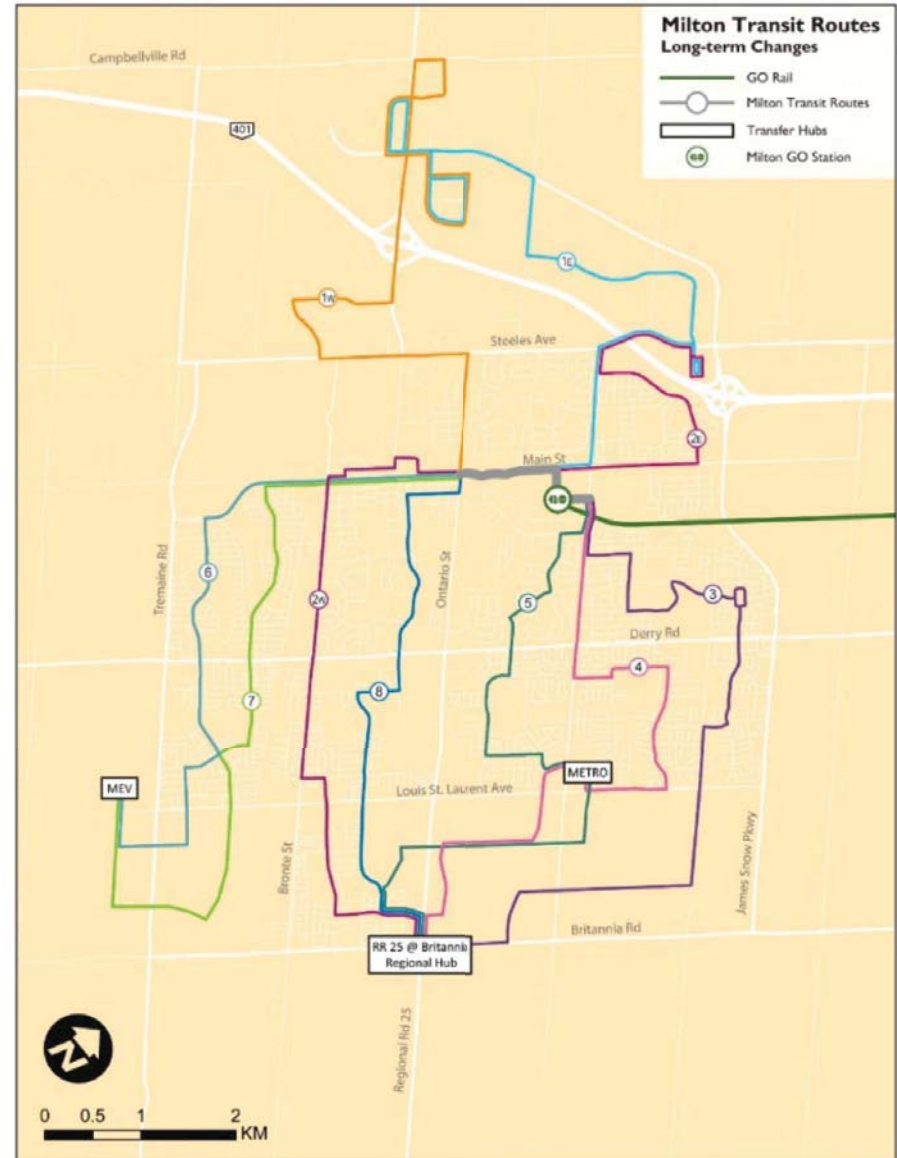 Milton Transit Routes
Long-term Changes
GO Rail
Milton Transit Routes
Transfer Hubs
GO
Milton GO Station
Campbellville Rd
401
1E
1W
Steeles Ave
2E
Main St
GO
6
Tremaine Rd
2W
Ontario St
5
3
Derry Rd
4
7
8
MEV
METRO
Louis St. Laurent Ave
Bronte St
James Snow Pkwy
Britannia Rd
RR 25 @ Britannia
Regional Hub
Regional Rd 25
N
0 0.5 1 2
KM